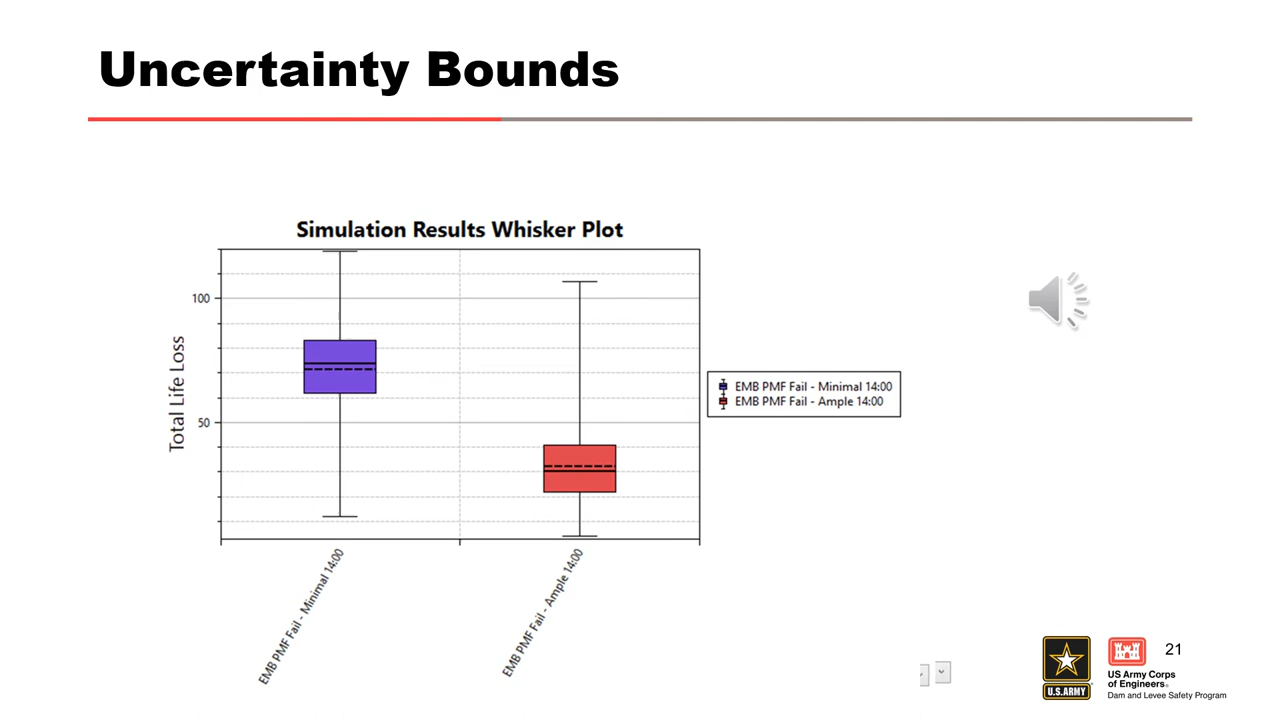 Uncertainty Bounds
Simulation Results Whisker Plot
Total Life Loss
100
50
EMB PMF Fail - Minimal 14:00
EMB PMF Fail - Ample 14:00
EMB PMF Fail - Minimal 14:00
EMB PMF Fail - Ample 14:00
U.S.ARMY
US Army Corps
of Engineers®
Dam and Levee Safety Program
21